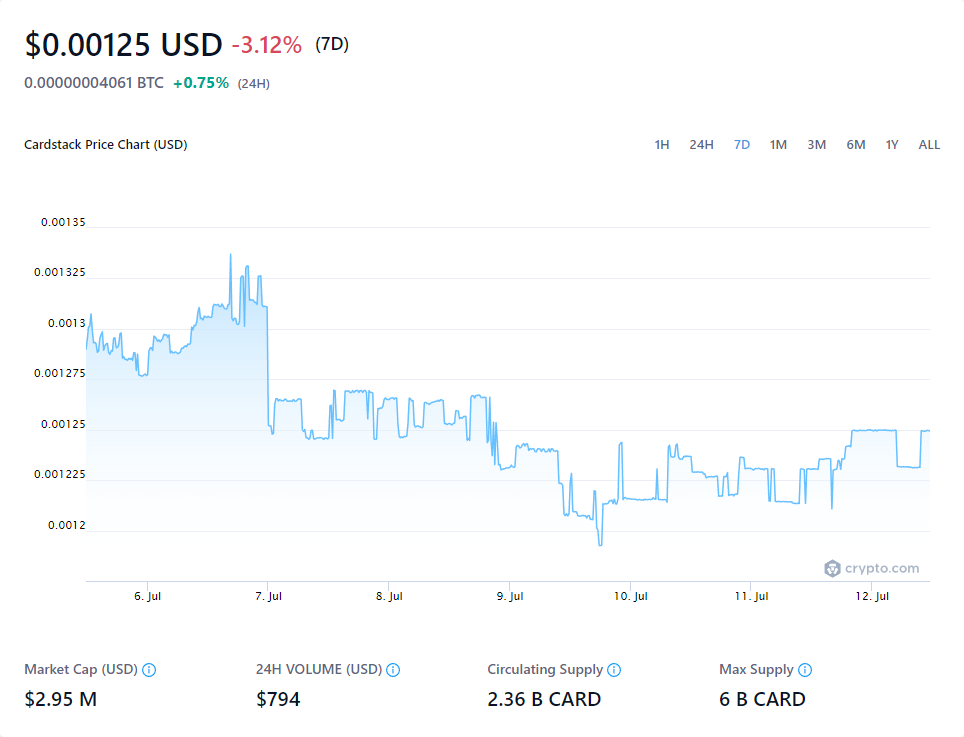 $0.00125 USD -3.12% (7D)
0.00000004061 BTC +0.75% (24H)
Cardstack Price Chart (USD) 1H 24H 7D 1M 3M 6M 1Y ALL
0.00135
0.001325
0.0013
0.001275
0.00125
0.001225
0.0012
crypto.com
6. Jul 7. Jul 8. Jul 9. Jul 10. Jul 11. Jul 12. Jul
Market Cap (USD) 24H VOLUME (USD) Circulating Supply Max Supply
$2.95 M $794 2.36 B CARD 6 B CARD